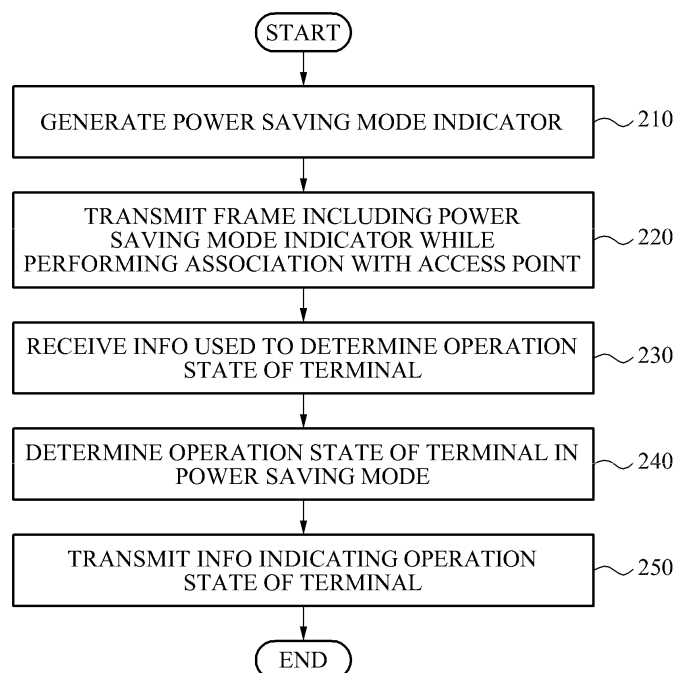 START
GENERATE POWER SAVING MODE INDICATOR
210
TRANSMIT FRAME INCLUDING POWER
SAVING MODE INDICATOR WHILE
PERFORMING ASSOCIATION WITH ACCESS POINT
220
RECEIVE INFO USED TO DETERMINE OPERATION
STATE OF TERMINAL
230
DETERMINE OPERATION STATE OF TERMINAL IN
POWER SAVING MODE
240
TRANSMIT INFO INDICATING OPERATION
STATE OF TERMINAL
250
END